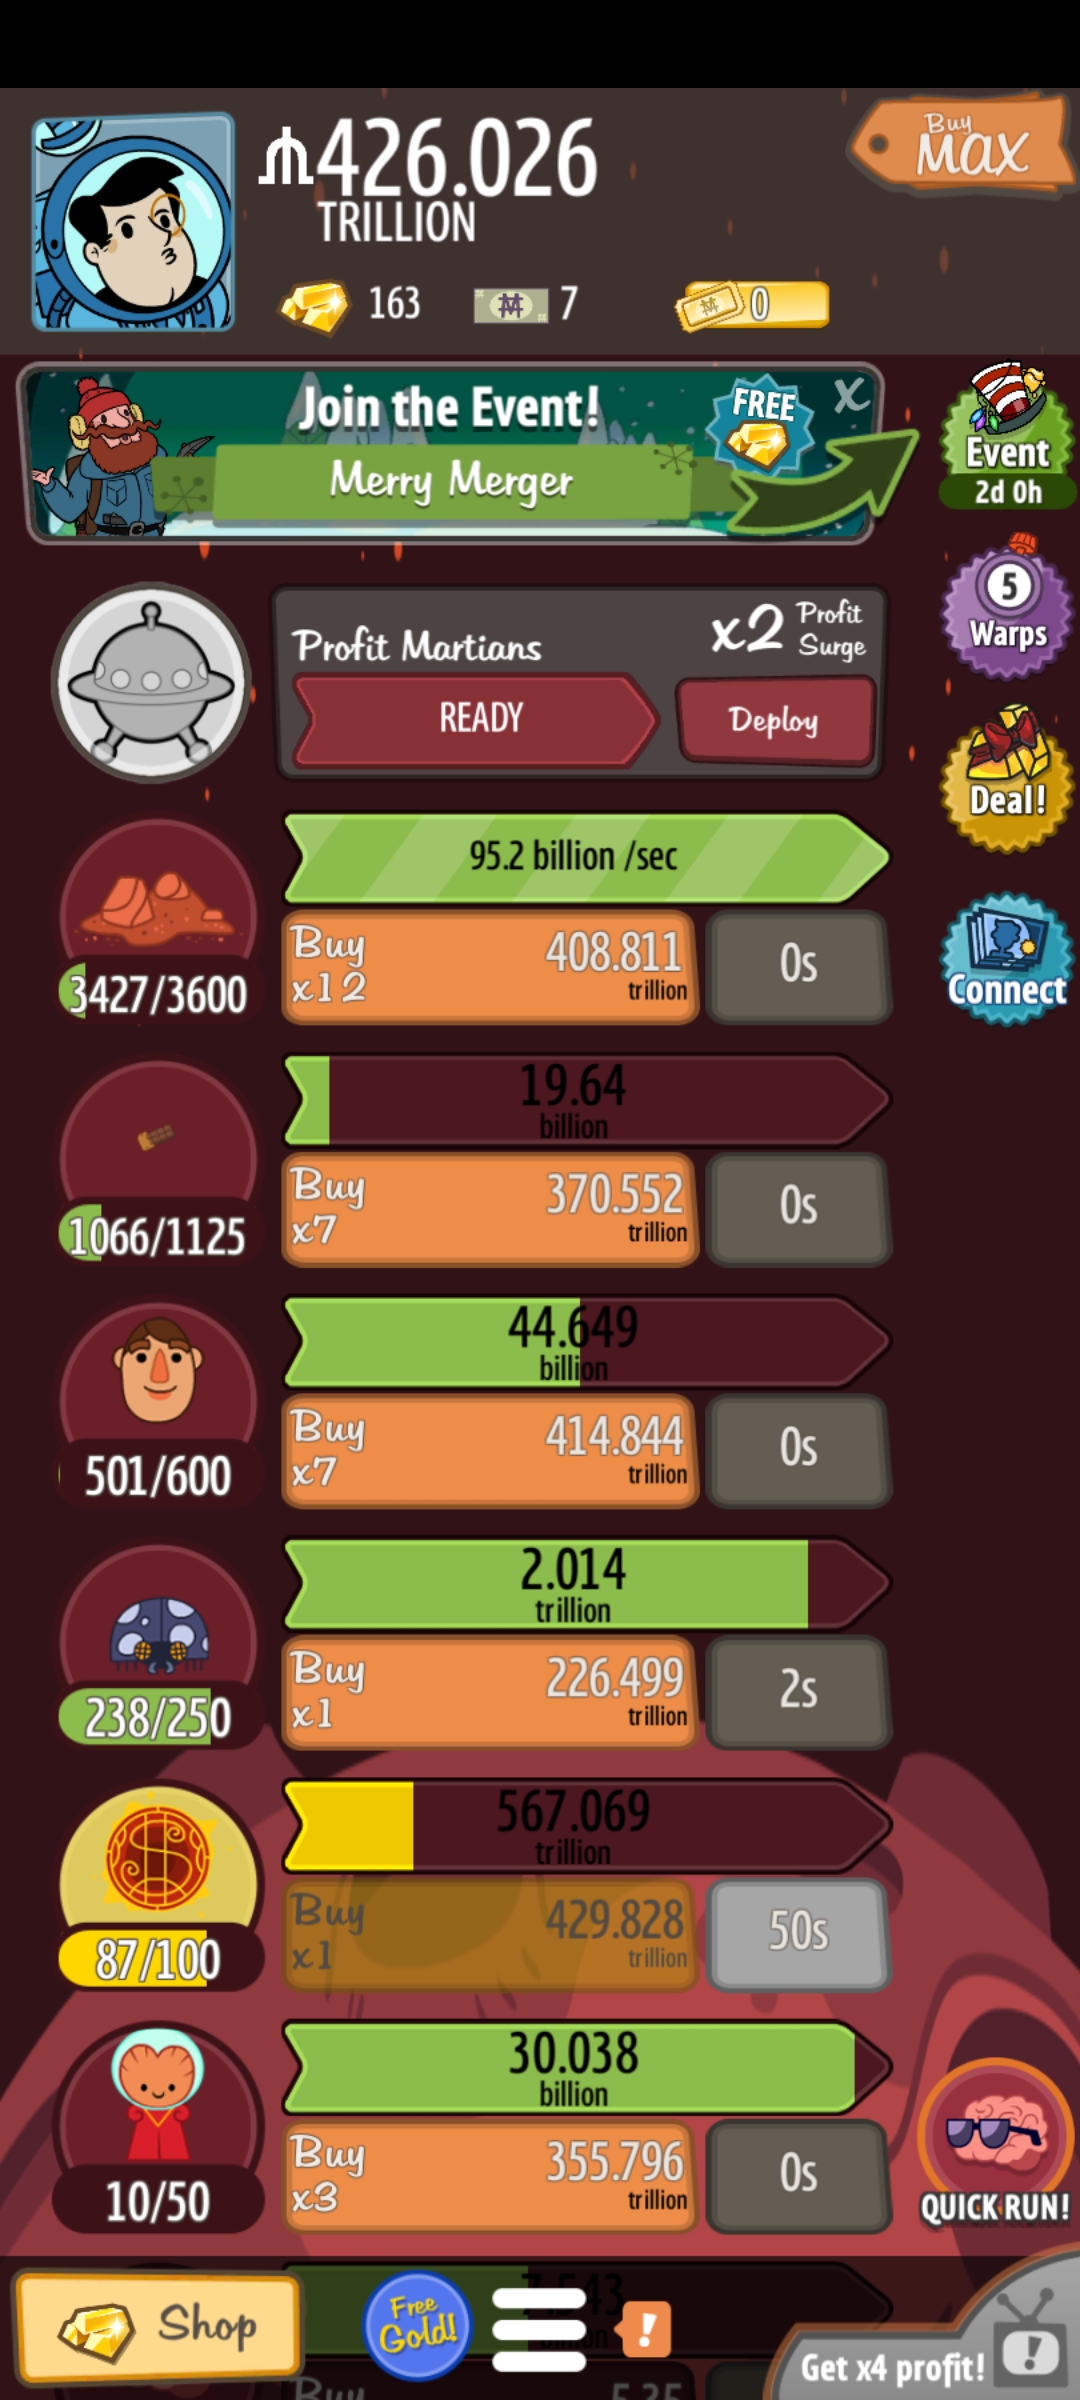 426.026
TRILLION
Buy
MAX
163
7
0
Join the Event!
FREE
X
Merry Merger
Event
2d 0h
5
Warps
Profit Martians
x2 Profit
Surge
READY
Deploy
Deal!
95.2 billion /sec
Buy
x12
408.811
trillion
0s
3427/3600
Connect
19.64
billion
Buy
x7
370.552
trillion
0s
1066/1125
44.649
billion
Buy
x7
414.844
trillion
0s
501/600
2.014
trillion
Buy
x1
226.499
trillion
2s
238/250
567.069
trillion
Buy
x1
429.828
trillion
50s
87/100
30.038
billion
Buy
x3
355.796
trillion
0s
10/50
QUICK RUN!
Shop
Free
Gold!
!
Get x4 profit!
!
Buy